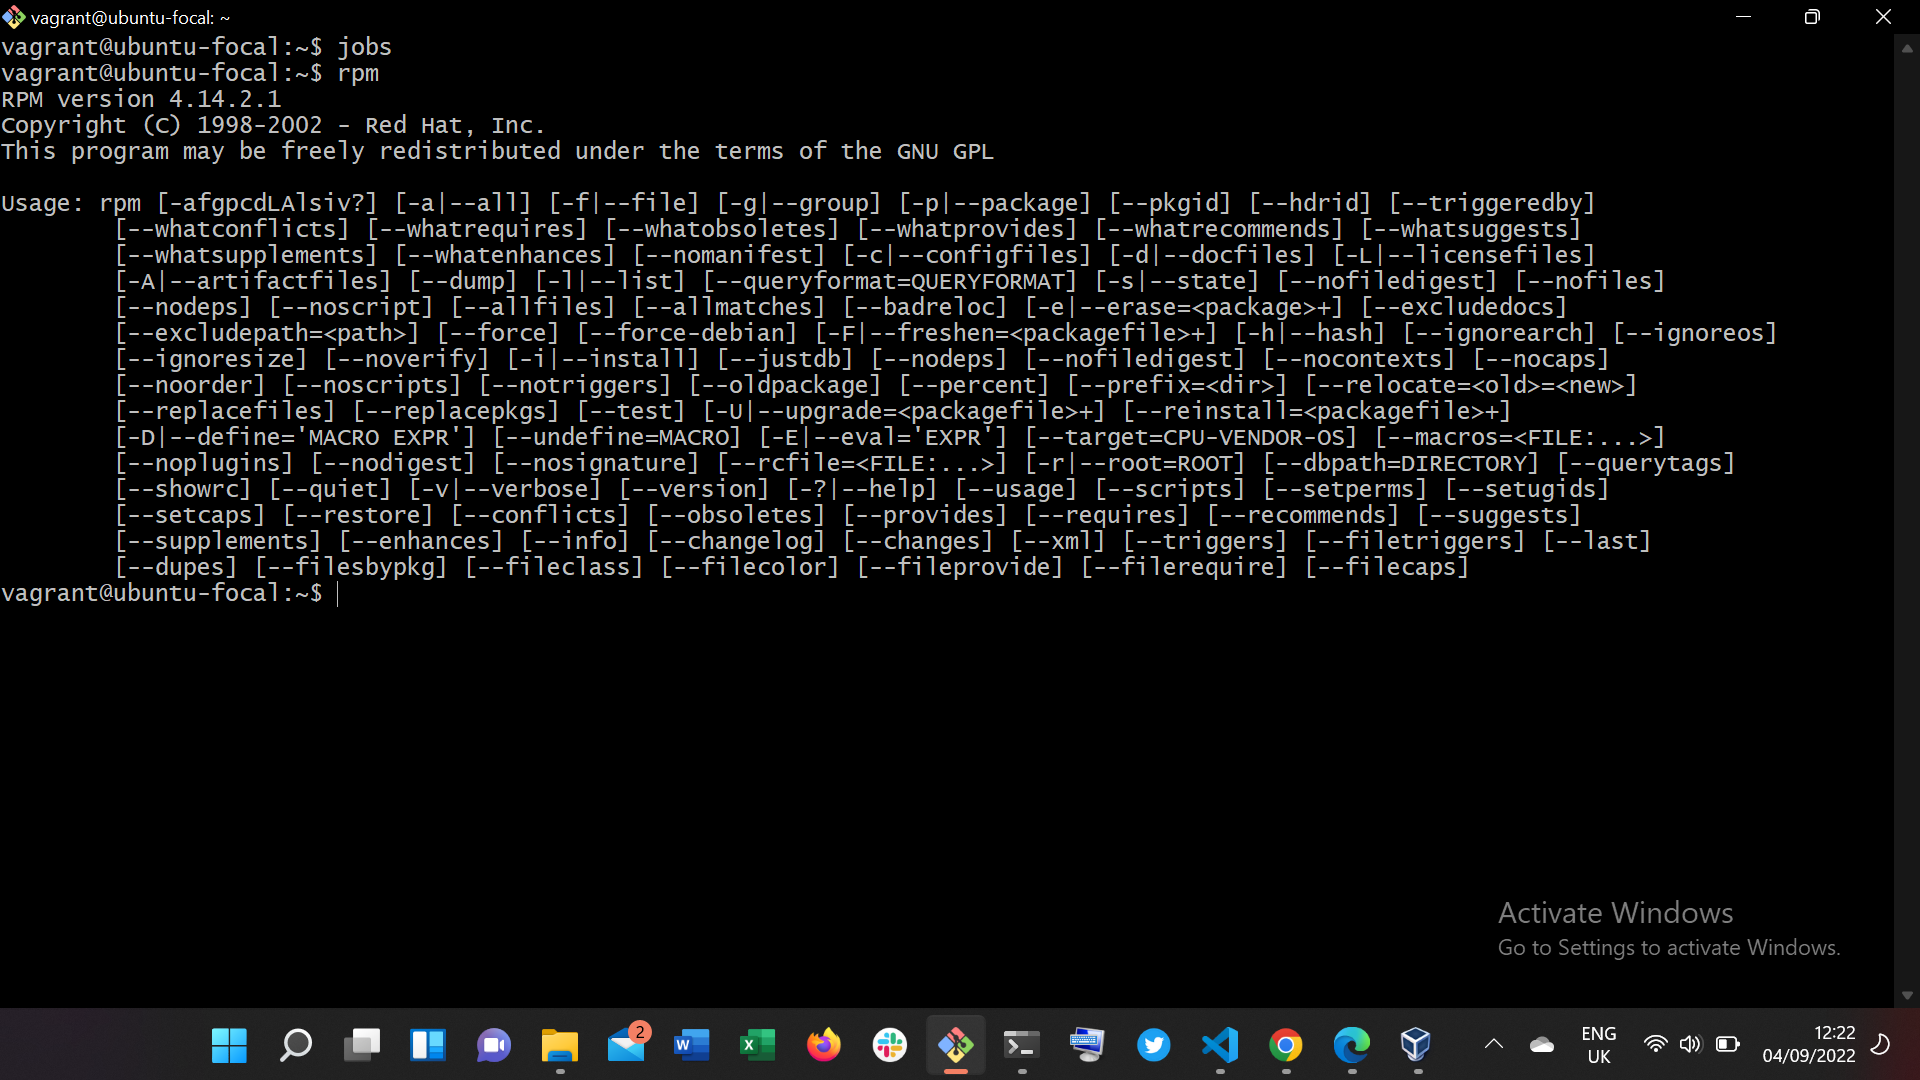 vagrant@ubuntu-focal: ~
vagrant@ubuntu-focal:~$ jobs
vagrant@ubuntu-focal:~$ rpm
RPM version 4.14.2.1
Copyright (C) 1998-2002 - Red Hat, Inc.
This program may be freely redistributed under the terms of the GNU GPL
Usage: rpm [-afgpcdLAlsiv?] [-a|--all] [-f|--file] [-g|--group] [-p|--package] [--pkgid] [--hdrid] [--triggeredby]
[--whatconflicts] [--whatrequires] [--whatobsoletes] [--whatprovides] [--whatrecommends] [--whatsuggests]
[--whatsupplements] [--whatenhances] [--nomanifest] [-c|--configfiles] [-d|--docfiles] [-L|--licensefiles]
[-A|--artifactfiles] [--dump] [-l|--list] [--queryformat=QUERYFORMAT] [-s|--state] [--nofiledigest] [--nofiles]
[--nodeps] [--noscript] [--allfiles] [--allmatches] [--badreloc] [-e|--erase=<package>+] [--excludedocs]
[--excludepath=<path>] [--force] [--force-debian] [-F|--freshen=<packagefile>+] [-h|--hash] [--ignorearch] [--ignoreos]
[--ignoresize] [--noverify] [-i|--install] [--justdb] [--nodeps] [--nofiledigest] [--nocontexts] [--nocaps]
[--noorder] [--noscripts] [--notriggers] [--oldpackage] [--percent] [--prefix=<dir>] [--relocate=<old>=<new>]
[--replacefiles] [--replacepkgs] [--test] [-U|--upgrade=<packagefile>+] [--reinstall=<packagefile>+]
[-D|--define='MACRO EXPR'] [--undefine=MACRO] [-E|--eval='EXPR'] [--target=CPU-VENDOR-OS] [--macros=<FILE:...>]
[--noplugins] [--nodigest] [--nosignature] [--rcfile=<FILE:...>] [-r|--root=ROOT] [--dbpath=DIRECTORY] [--querytags]
[--showrc] [--quiet] [-v|--verbose] [--version] [-?|--help] [--usage] [--scripts] [--setperms] [--setugids]
[--setcaps] [--restore] [--conflicts] [--obsoletes] [--provides] [--requires] [--recommends] [--suggests]
[--supplements] [--enhances] [--info] [--changelog] [--changes] [--xml] [--triggers] [--filetriggers] [--last]
[--dupes] [--filesbypkg] [--fileclass] [--filecolor] [--fileprovide] [--filerequire] [--filecaps]
vagrant@ubuntu-focal:~$
Activate Windows
Go to Settings to activate Windows.
2
ENG
UK
12:22
04/09/2022